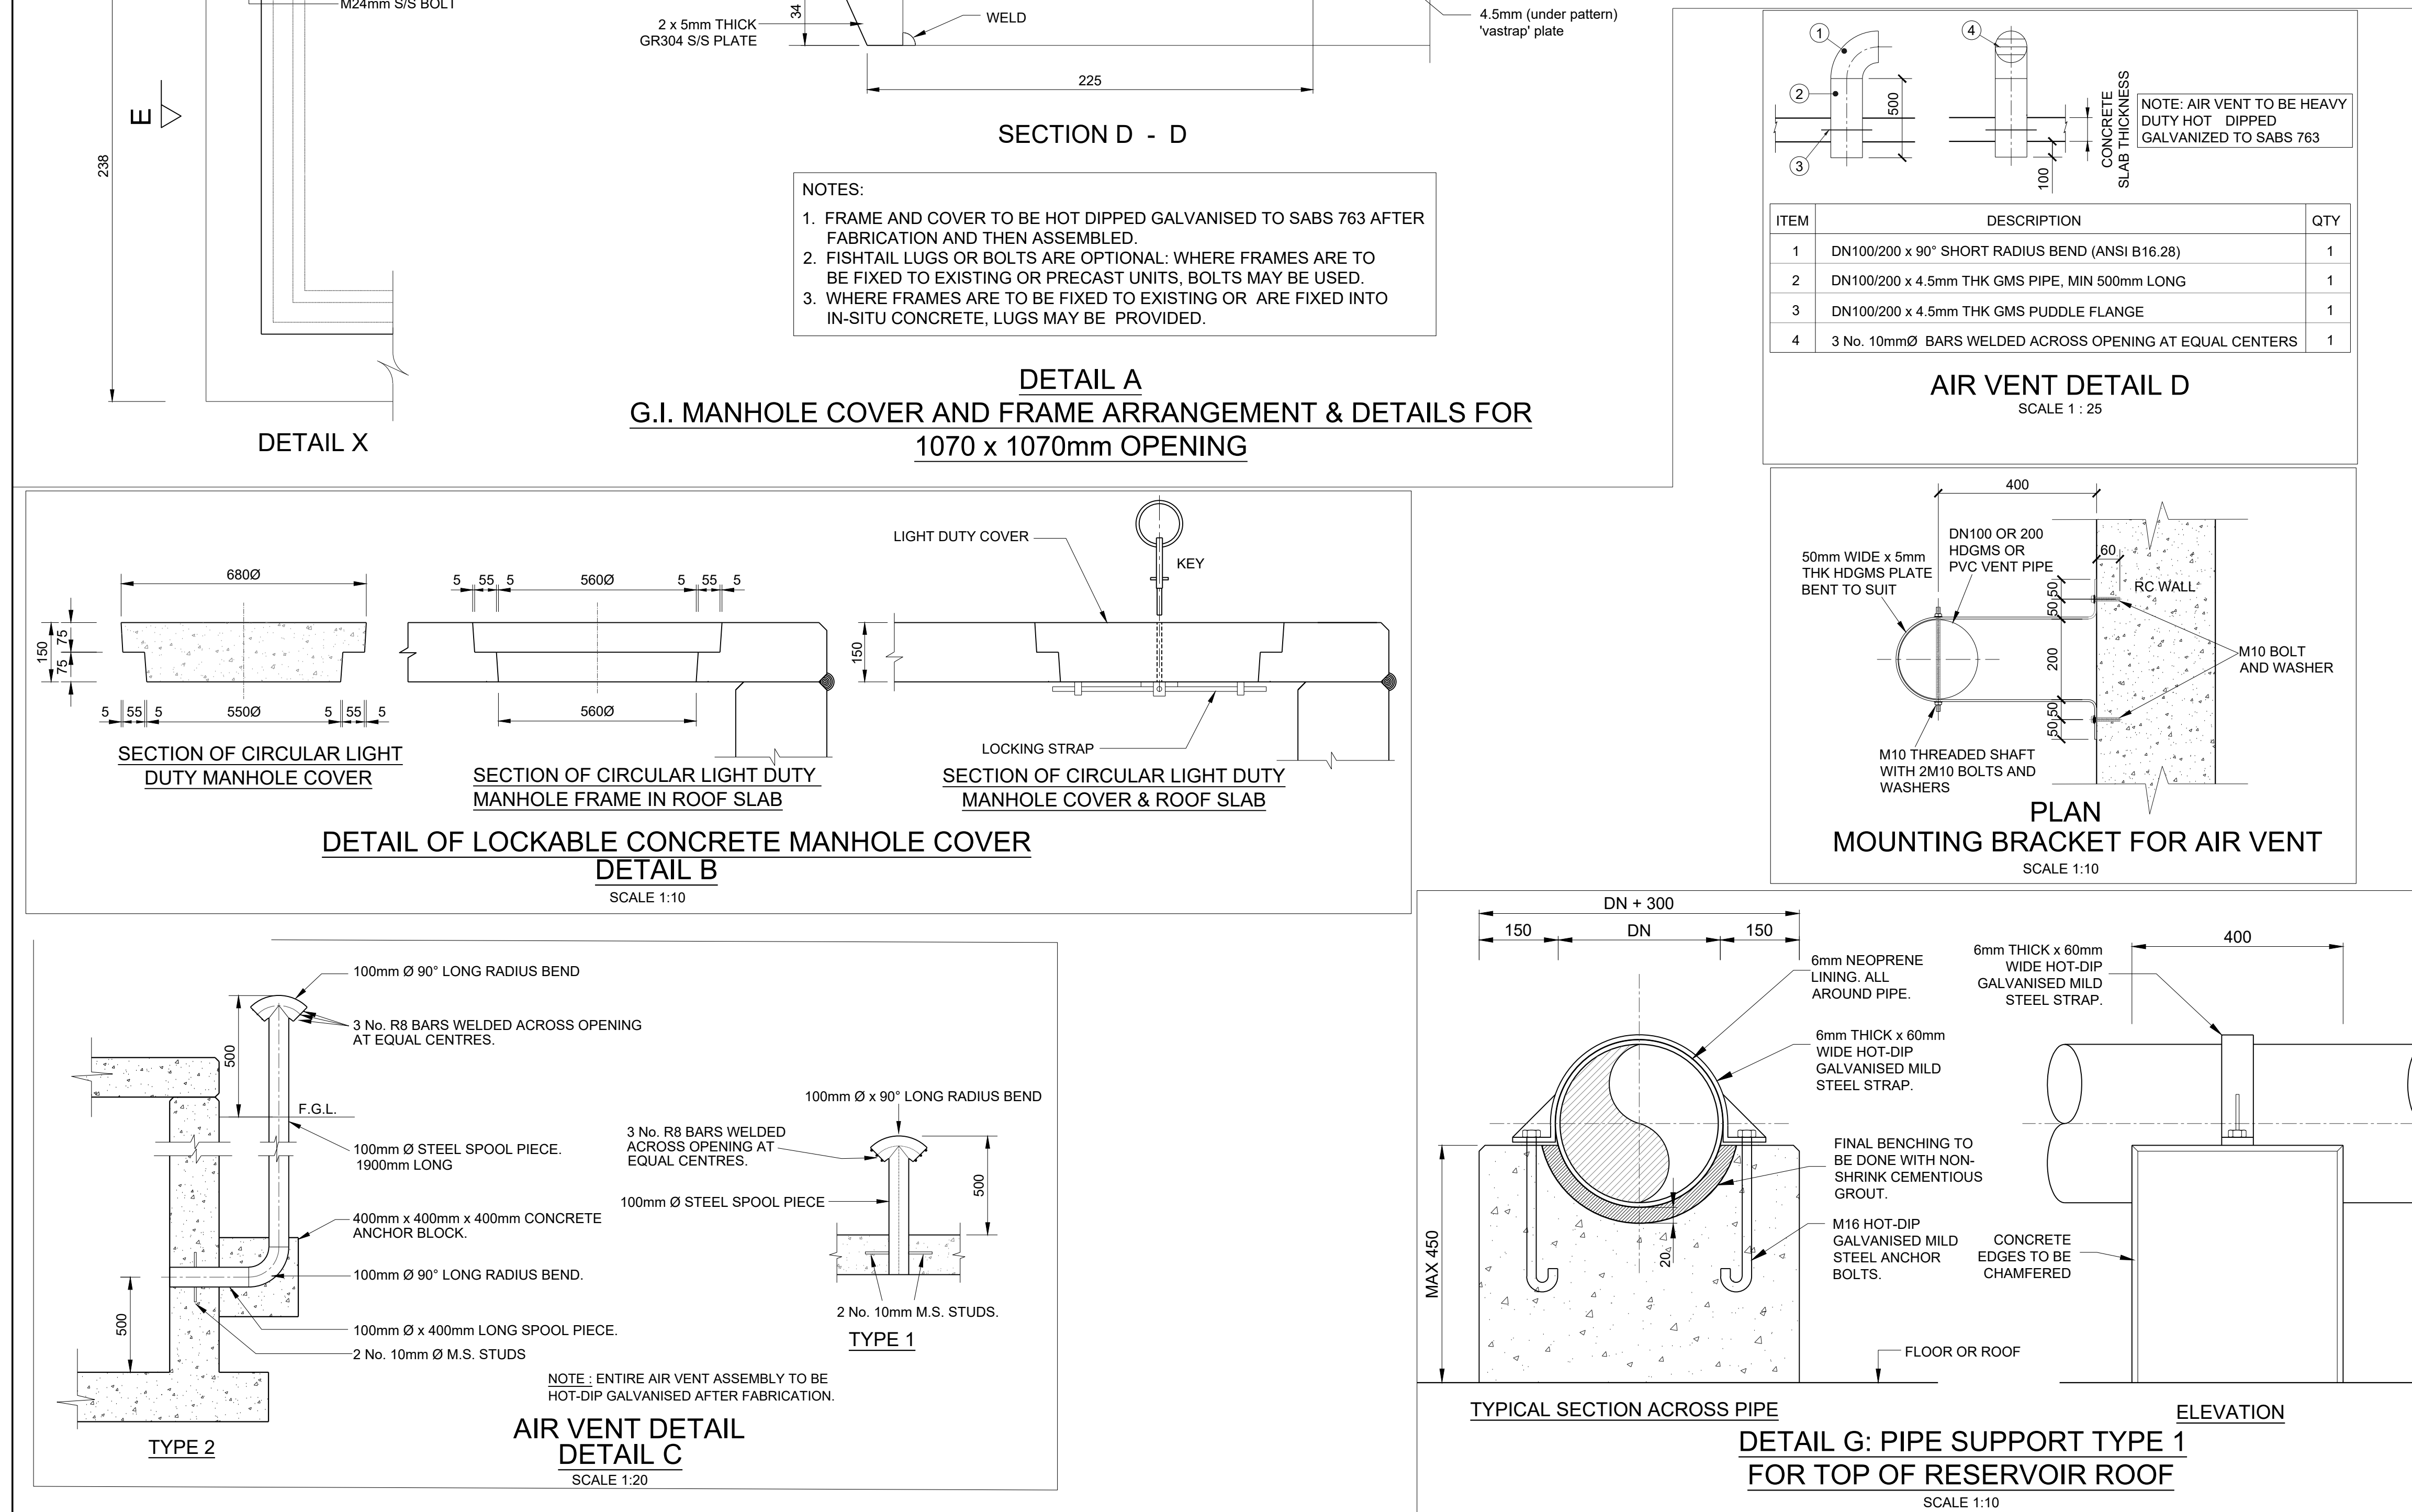 M24mm S/S BOLT
E
238
DETAIL X
2 x 5mm THICK
GR304 S/S PLATE
34
WELD
4.5mm (under pattern)
'vastrap' plate
225
SECTION D - D
NOTES:
1. FRAME AND COVER TO BE HOT DIPPED GALVANISED TO SABS 763 AFTER
FABRICATION AND THEN ASSEMBLED.
2. FISHTAIL LUGS OR BOLTS ARE OPTIONAL: WHERE FRAMES ARE TO
BE FIXED TO EXISTING OR PRECAST UNITS, BOLTS MAY BE USED.
3. WHERE FRAMES ARE TO BE FIXED TO EXISTING OR ARE FIXED INTO
IN-SITU CONCRETE, LUGS MAY BE PROVIDED.
DETAIL A
G.I. MANHOLE COVER AND FRAME ARRANGEMENT & DETAILS FOR
1070 x 1070mm OPENING
1
2
3
500
4
100
CONCRETE
SLAB THICKNESS
NOTE: AIR VENT TO BE HEAVY
DUTY HOT DIPPED
GALVANIZED TO SABS 763
ITEM DESCRIPTION QTY
1 DN100/200 x 90° SHORT RADIUS BEND (ANSI B16.28) 1
2 DN100/200 x 4.5mm THK GMS PIPE, MIN 500mm LONG 1
3 DN100/200 x 4.5mm THK GMS PUDDLE FLANGE 1
4 3 No. 10mmØ BARS WELDED ACROSS OPENING AT EQUAL CENTERS 1
AIR VENT DETAIL D
SCALE 1 : 25
680Ø
150
75
75
5 55 5 550Ø 5 55 5
SECTION OF CIRCULAR LIGHT
DUTY MANHOLE COVER
5 55 5 560Ø 5 55 5
560Ø
SECTION OF CIRCULAR LIGHT DUTY
MANHOLE FRAME IN ROOF SLAB
LIGHT DUTY COVER
KEY
150
LOCKING STRAP
SECTION OF CIRCULAR LIGHT DUTY
MANHOLE COVER & ROOF SLAB
DETAIL OF LOCKABLE CONCRETE MANHOLE COVER
DETAIL B
SCALE 1:10
400
50mm WIDE x 5mm
THK HDGMS PLATE
BENT TO SUIT
DN100 OR 200
HDGMS OR
PVC VENT PIPE
60
RC WALL
50
50
200
50
50
M10 BOLT
AND WASHER
M10 THREADED SHAFT
WITH 2M10 BOLTS AND
WASHERS
PLAN
MOUNTING BRACKET FOR AIR VENT
SCALE 1:10
100mm Ø 90° LONG RADIUS BEND
3 No. R8 BARS WELDED ACROSS OPENING
AT EQUAL CENTRES.
500
F.G.L.
100mm Ø STEEL SPOOL PIECE.
1900mm LONG
400mm x 400mm x 400mm CONCRETE
ANCHOR BLOCK.
100mm Ø 90° LONG RADIUS BEND.
500
100mm Ø x 400mm LONG SPOOL PIECE.
2 No. 10mm Ø M.S. STUDS
TYPE 2
100mm Ø x 90° LONG RADIUS BEND
3 No. R8 BARS WELDED
ACROSS OPENING AT
EQUAL CENTRES.
500
100mm Ø STEEL SPOOL PIECE
2 No. 10mm M.S. STUDS.
TYPE 1
NOTE : ENTIRE AIR VENT ASSEMBLY TO BE
HOT-DIP GALVANISED AFTER FABRICATION.
AIR VENT DETAIL
DETAIL C
SCALE 1:20
DN + 300
150 DN 150
6mm NEOPRENE
LINING. ALL
AROUND PIPE.
6mm THICK x 60mm
WIDE HOT-DIP
GALVANISED MILD
STEEL STRAP.
FINAL BENCHING TO
BE DONE WITH NON-
SHRINK CEMENTIOUS
GROUT.
M16 HOT-DIP
GALVANISED MILD
STEEL ANCHOR
BOLTS.
MAX 450
20
FLOOR OR ROOF
TYPICAL SECTION ACROSS PIPE
6mm THICK x 60mm
WIDE HOT-DIP
GALVANISED MILD
STEEL STRAP.
400
CONCRETE
EDGES TO BE
CHAMFERED
ELEVATION
DETAIL G: PIPE SUPPORT TYPE 1
FOR TOP OF RESERVOIR ROOF
SCALE 1:10